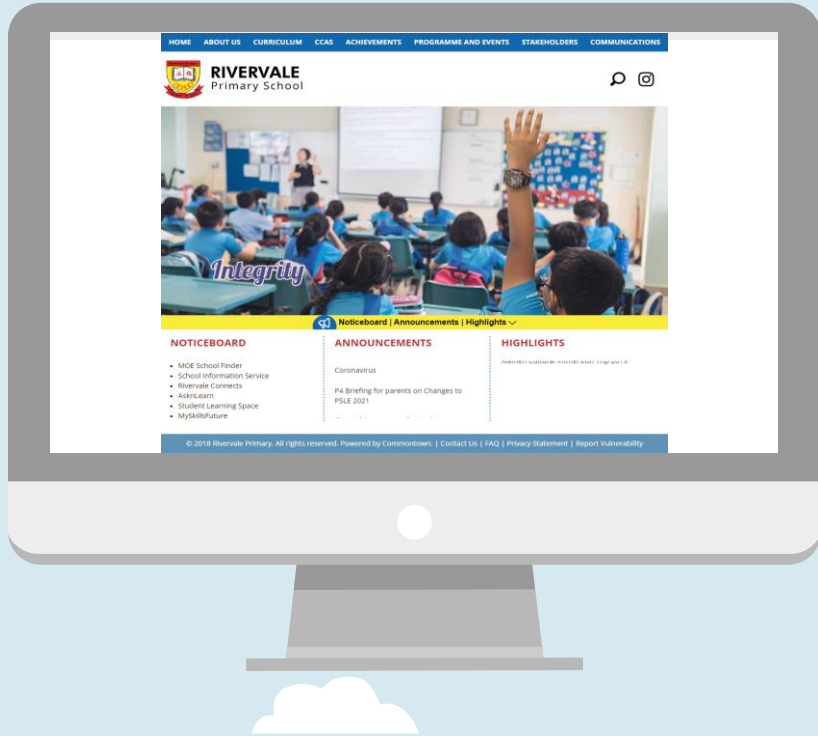 HOME ABOUT US CURRICULUM CCAS ACHIEVEMENTS PROGRAMME AND EVENTS STAKEHOLDERS COMMUNICATIONS
RIVERVALE
Primary School
Integrity
Noticeboard | Announcements | Highlights
NOTICEBOARD
• MOE School Finder
• School Information Service
• Rivervale Connects
• AsknLearn
• Student Learning Space
• MySkillsFuture
ANNOUNCEMENTS
Coronavirus
P4 Briefing for parents on Changes to
PSLE 2021
HIGHLIGHTS
© 2018 Rivervale Primary. All rights reserved. Powered by Commontown. | Contact Us | FAQ | Privacy Statement | Report Vulnerability